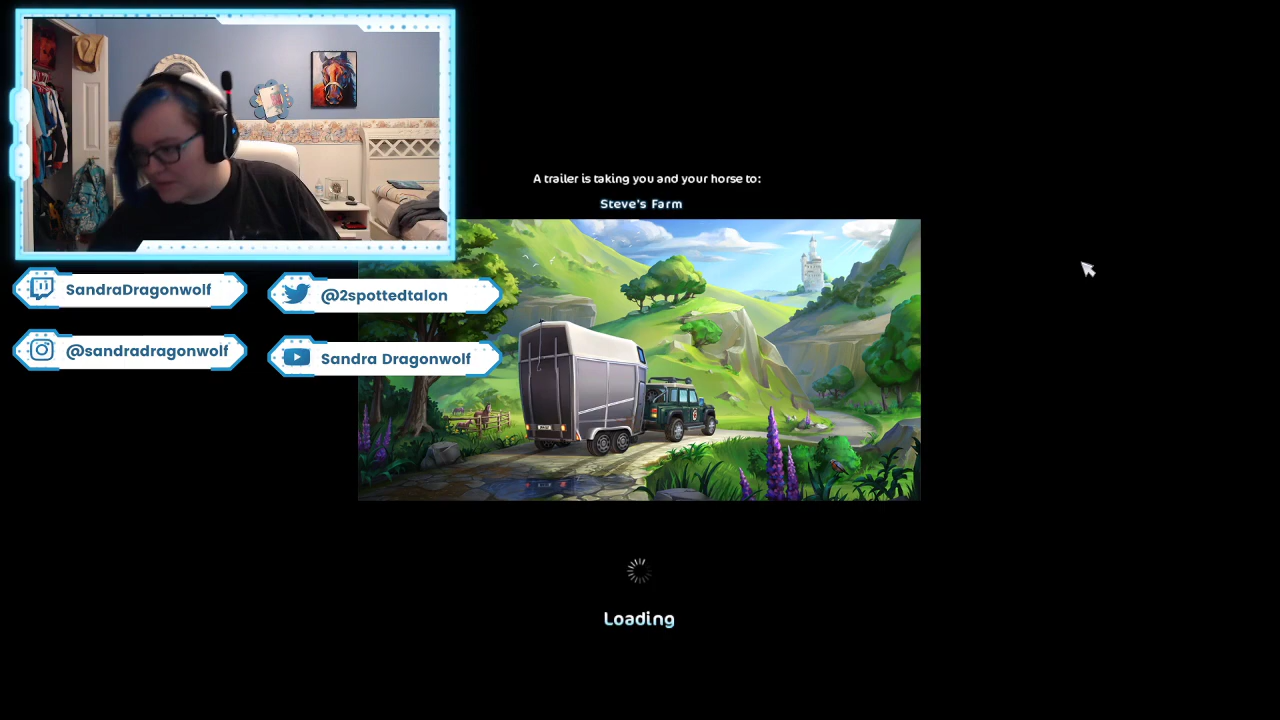 A trailer is taking you and your horse to:
Steve's Farm
SandraDragonwolf
@2spottedtalon
@sandradragonwolf
Sandra Dragonwolf
Loading